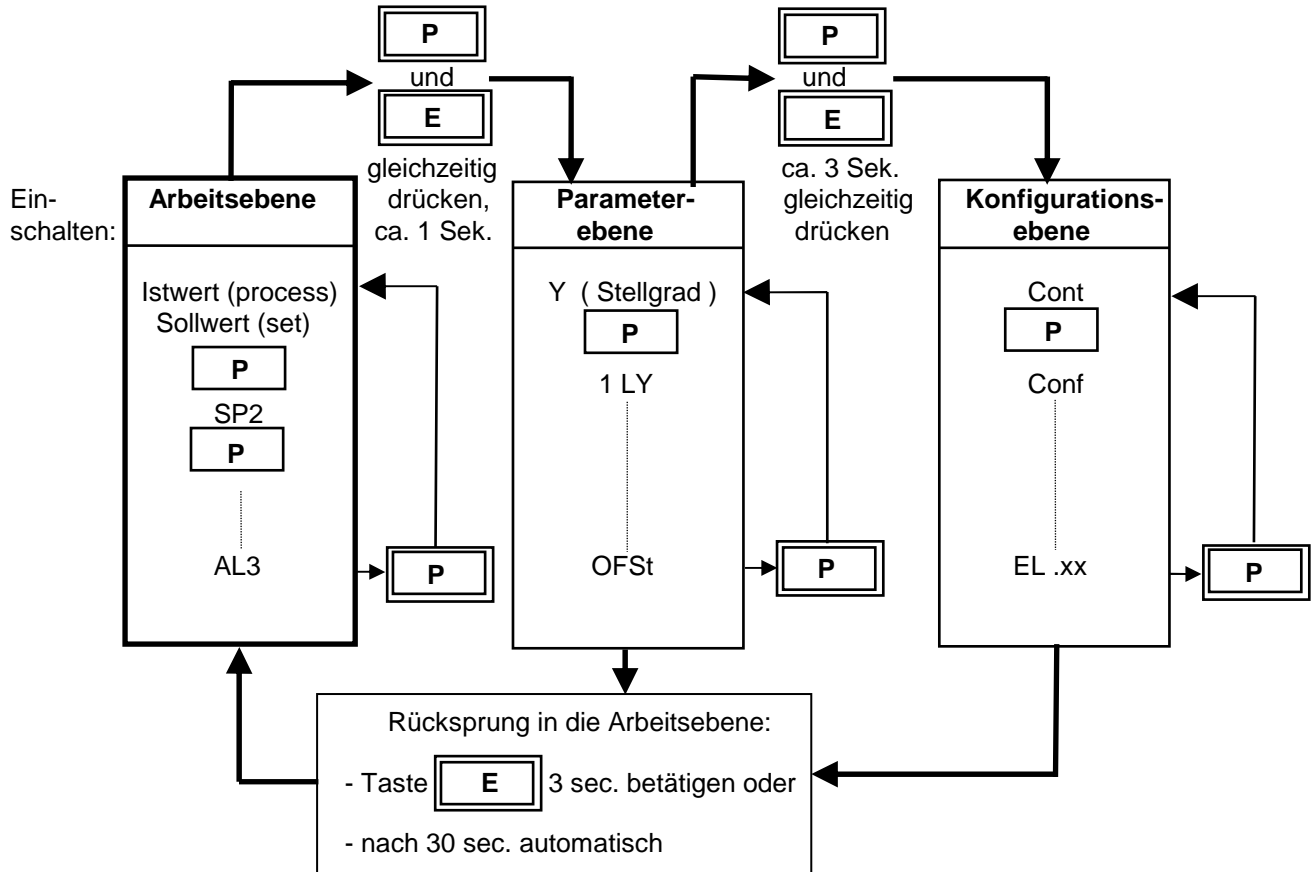 P
und
E
gleichzeitig
drücken,
ca. 1 Sek.
P
und
E
ca. 3 Sek.
gleichzeitig
drücken
Ein-
schalten:
Arbeitsebene
Istwert (process)
Sollwert (set)
P
SP2
P
AL3
P
Parameter-
ebene
Y ( Stellgrad )
P
1 LY
OFSt
P
Konfigurations-
ebene
Cont
P
Conf
EL .xx
P
Rücksprung in die Arbeitsebene:
- Taste E 3 sec. betätigen oder
- nach 30 sec. automatisch